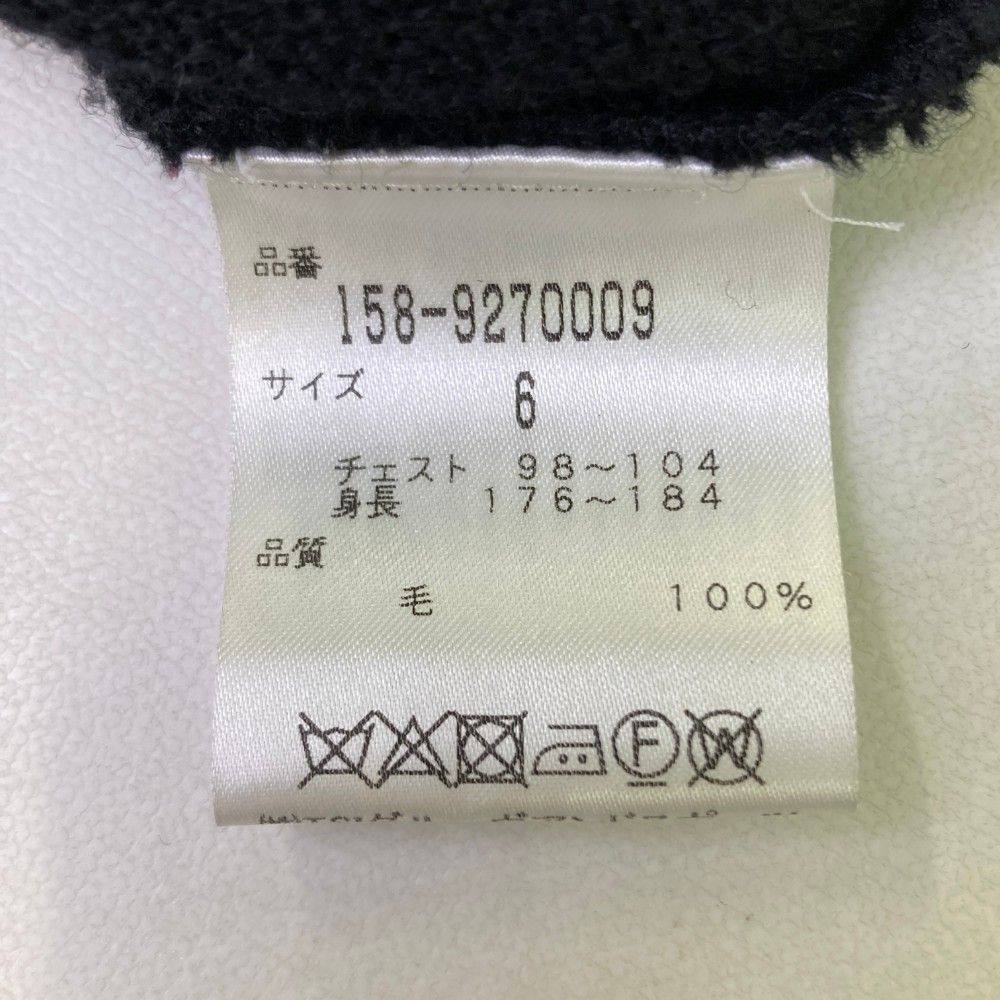 品番
158-9270009
サイズ 6
チェスト 98～104
身長 176～184
品質
毛 100%
F
W